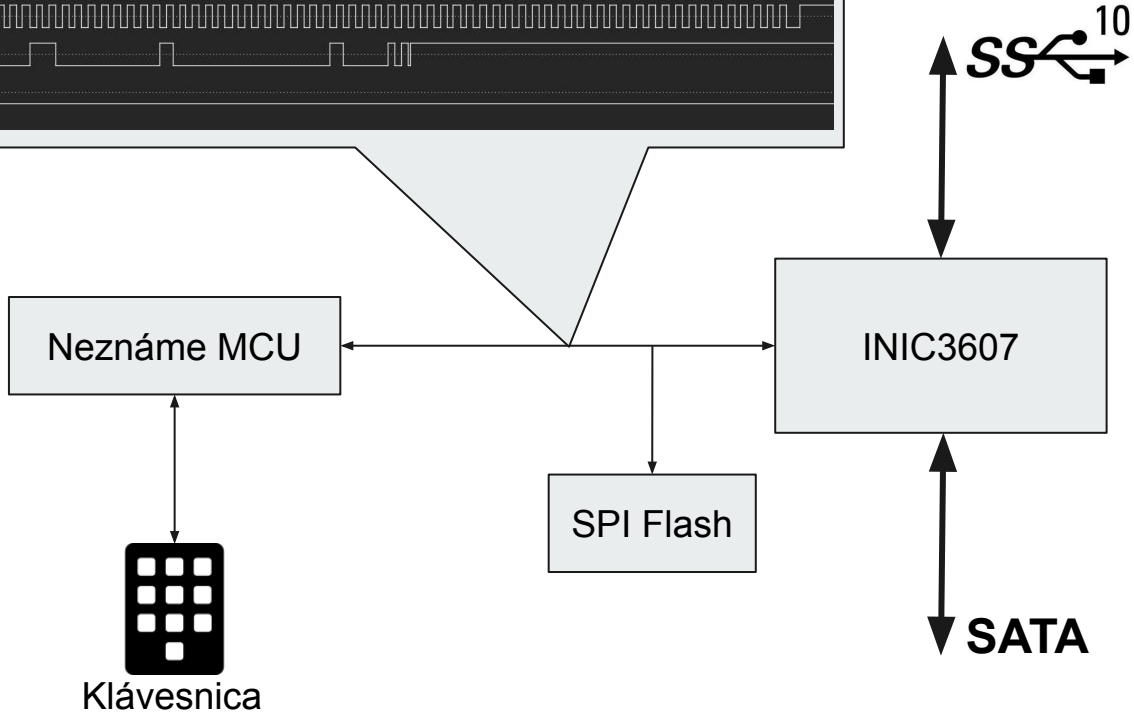 SS 10
Neznáme MCU
INIC3607
SPI Flash
SATA
Klávesnica